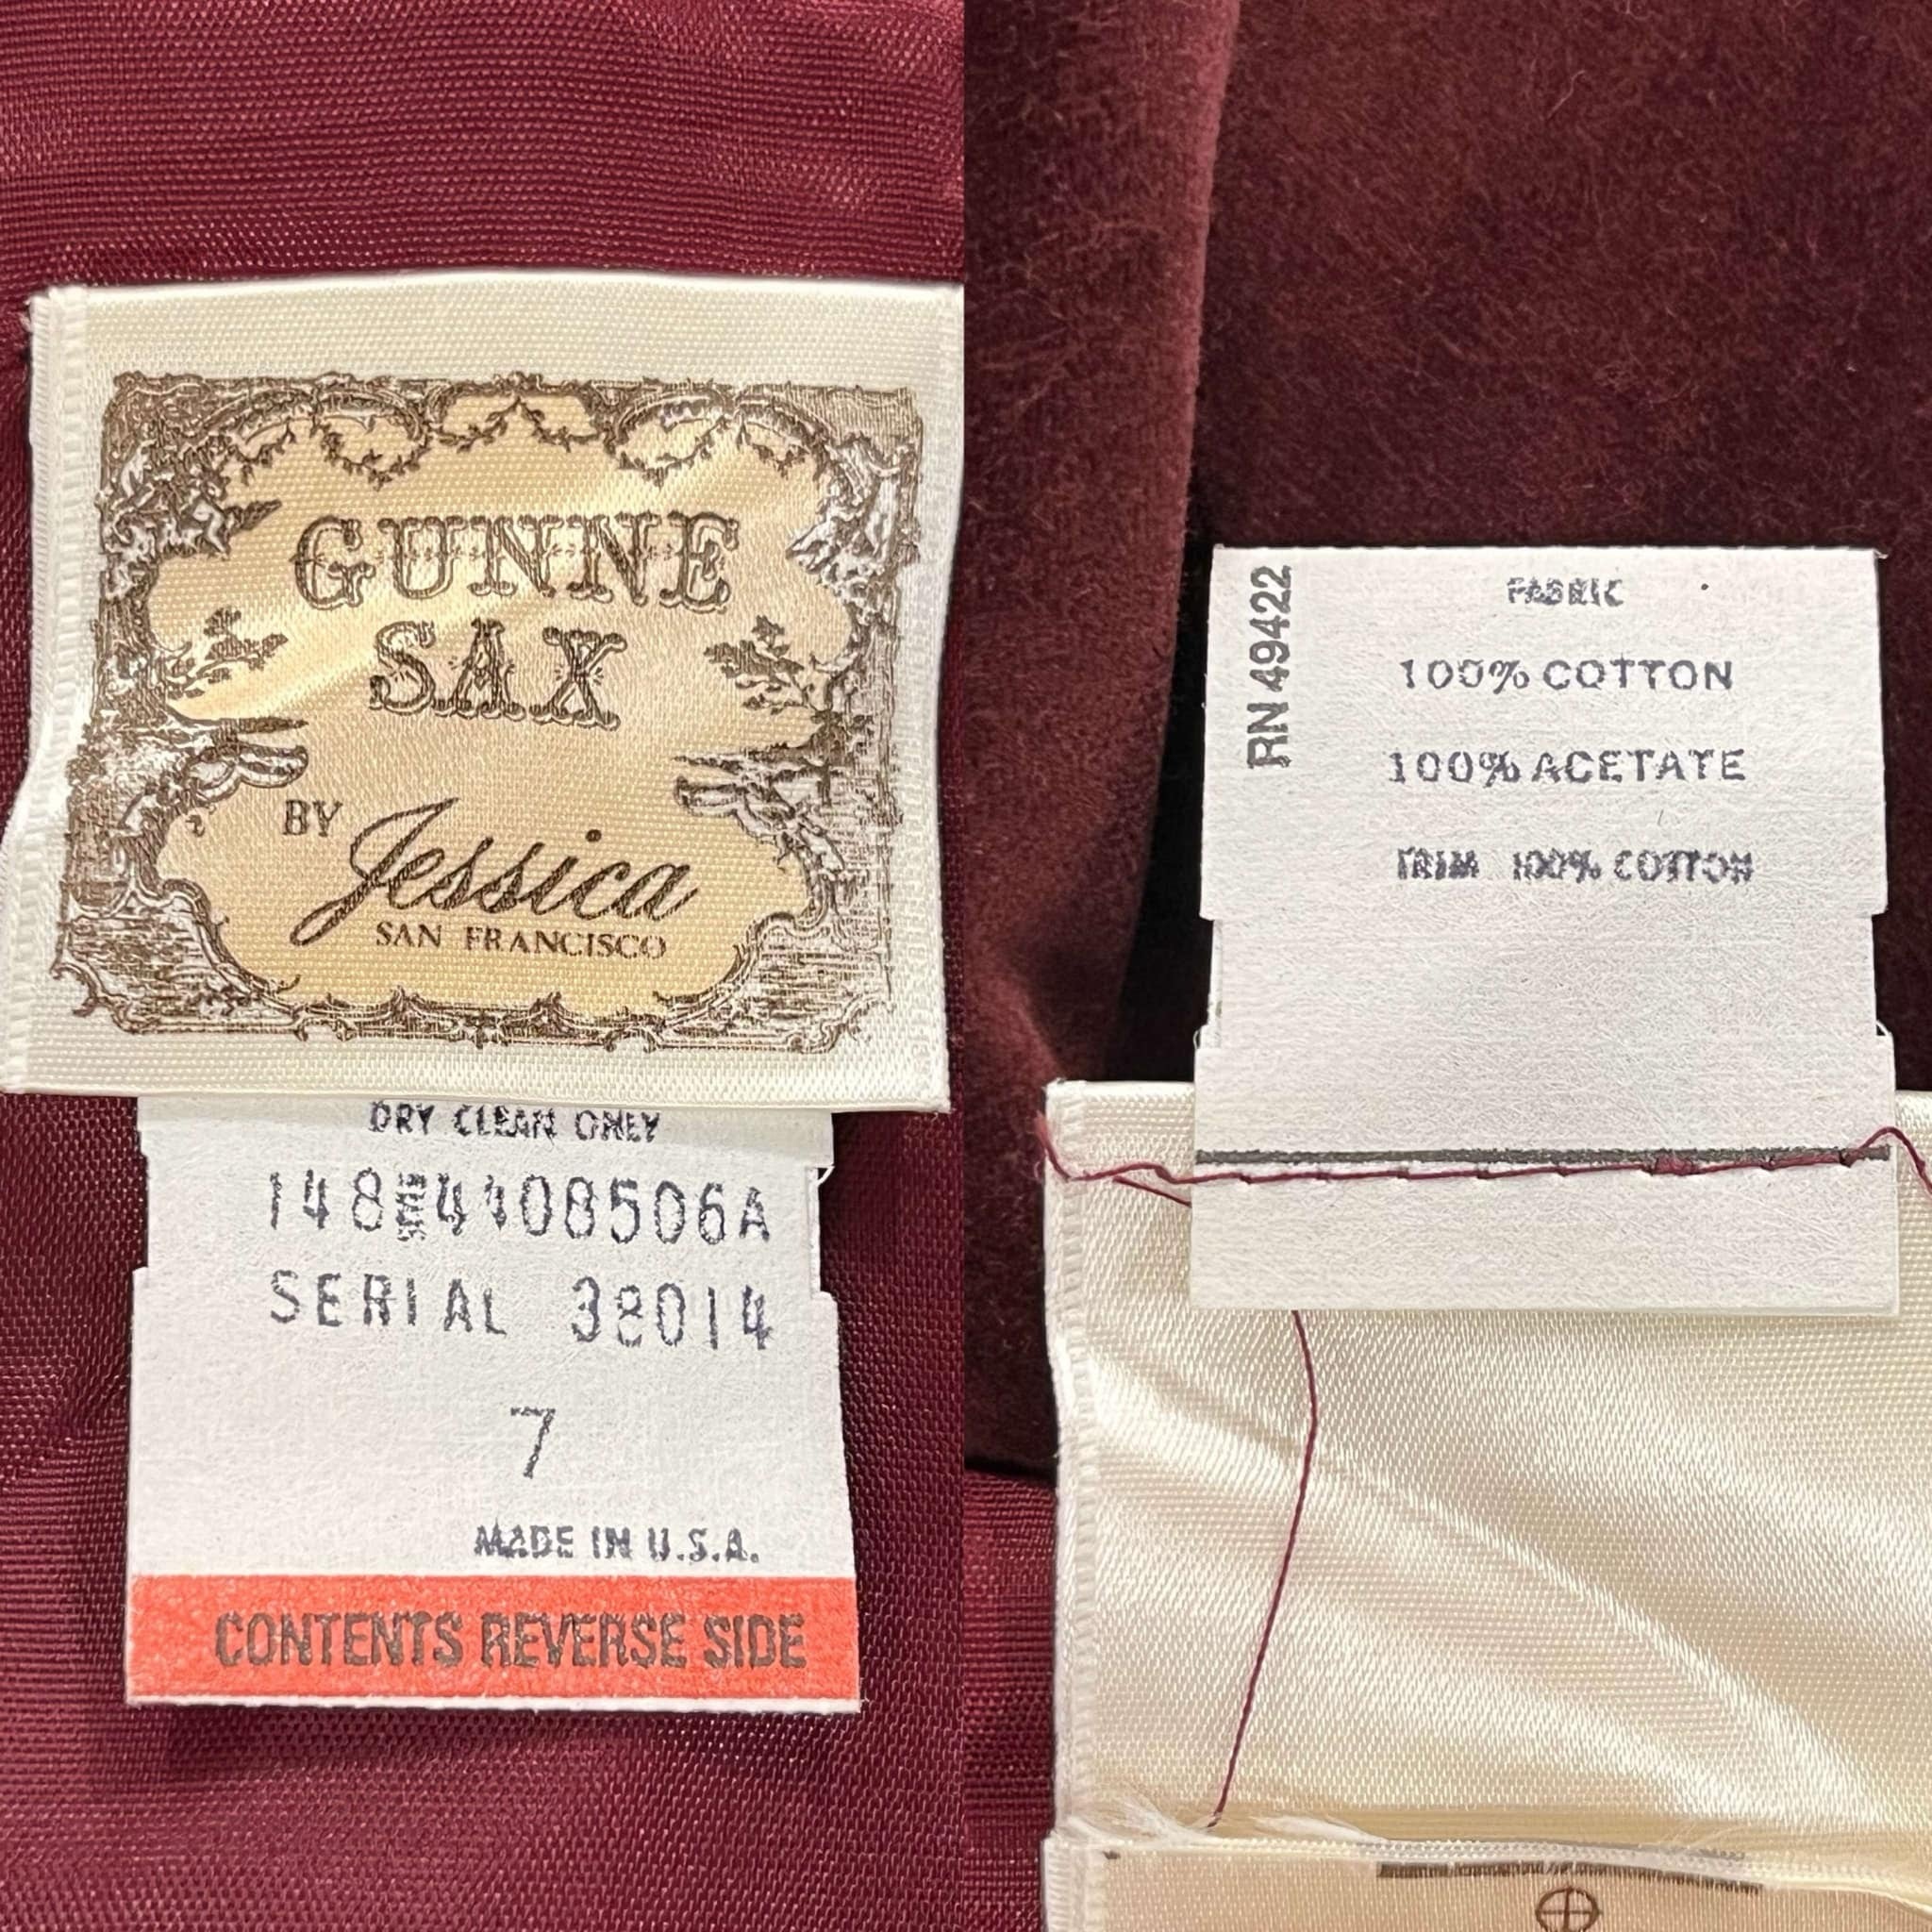 GUNNE
SAX
BY Jessica
SAN FRANCISCO
DRY CLEAN ONLY
SERIAL 38014
7
MADE IN U.S.A.
CONTENTS REVERSE SIDE
RN 49422
FABRIC
100% COTTON
100% ACETATE
TRIM 100% COTTON